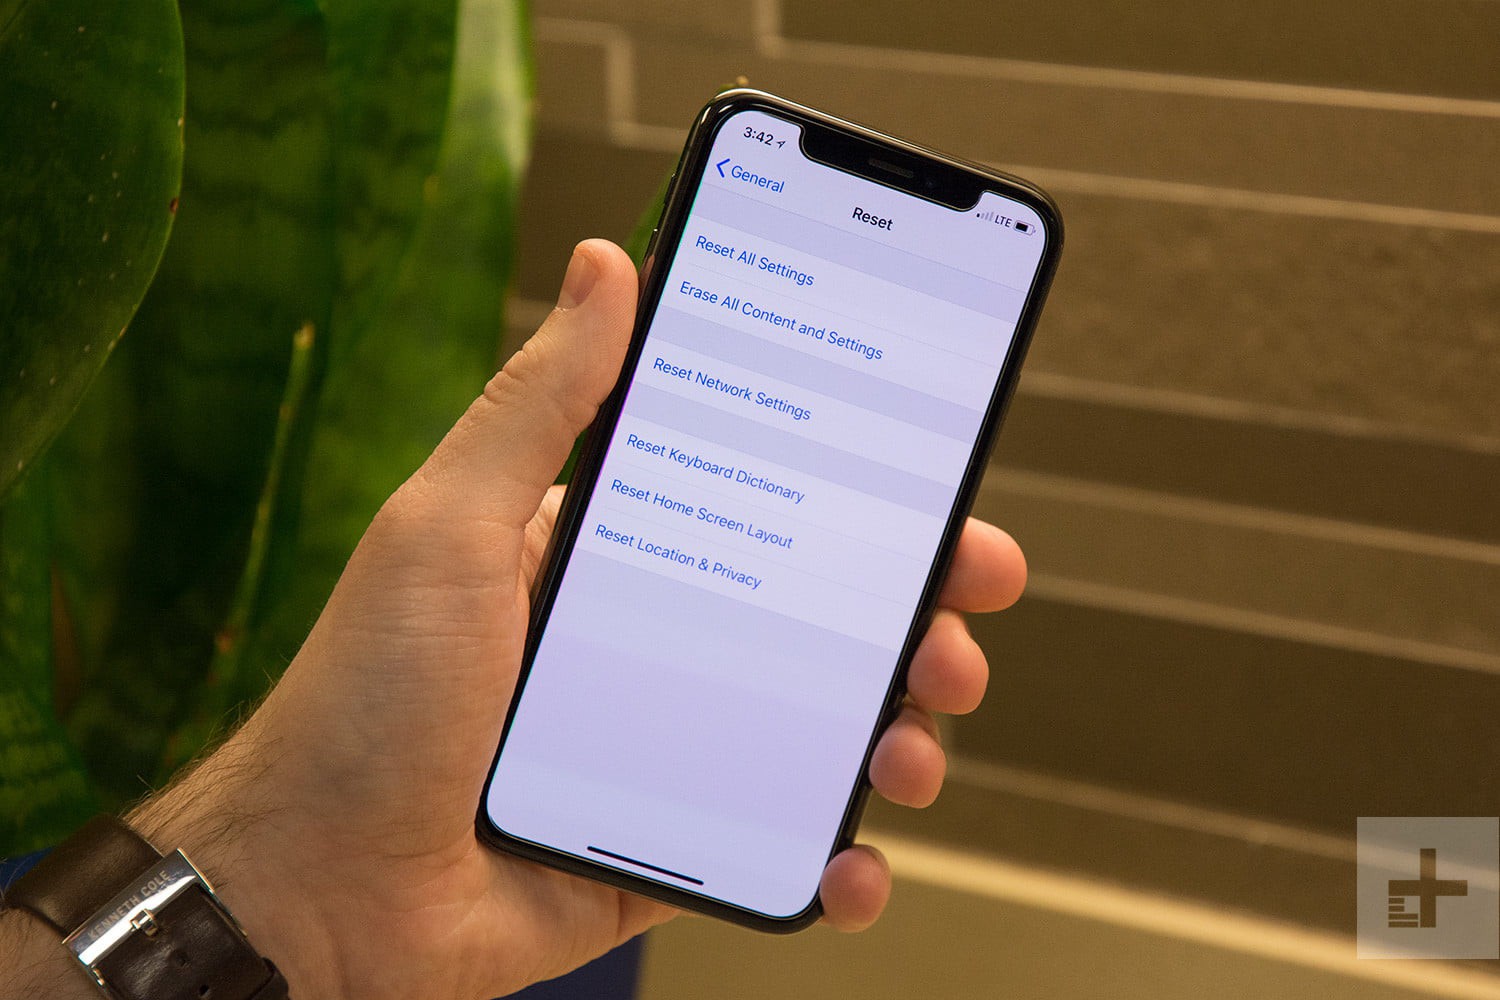 3:42
LTE
General
Reset
Reset All Settings
Erase All Content and Settings
Reset Network Settings
Reset Keyboard Dictionary
Reset Home Screen Layout
Reset Location & Privacy
KENNETH COLE